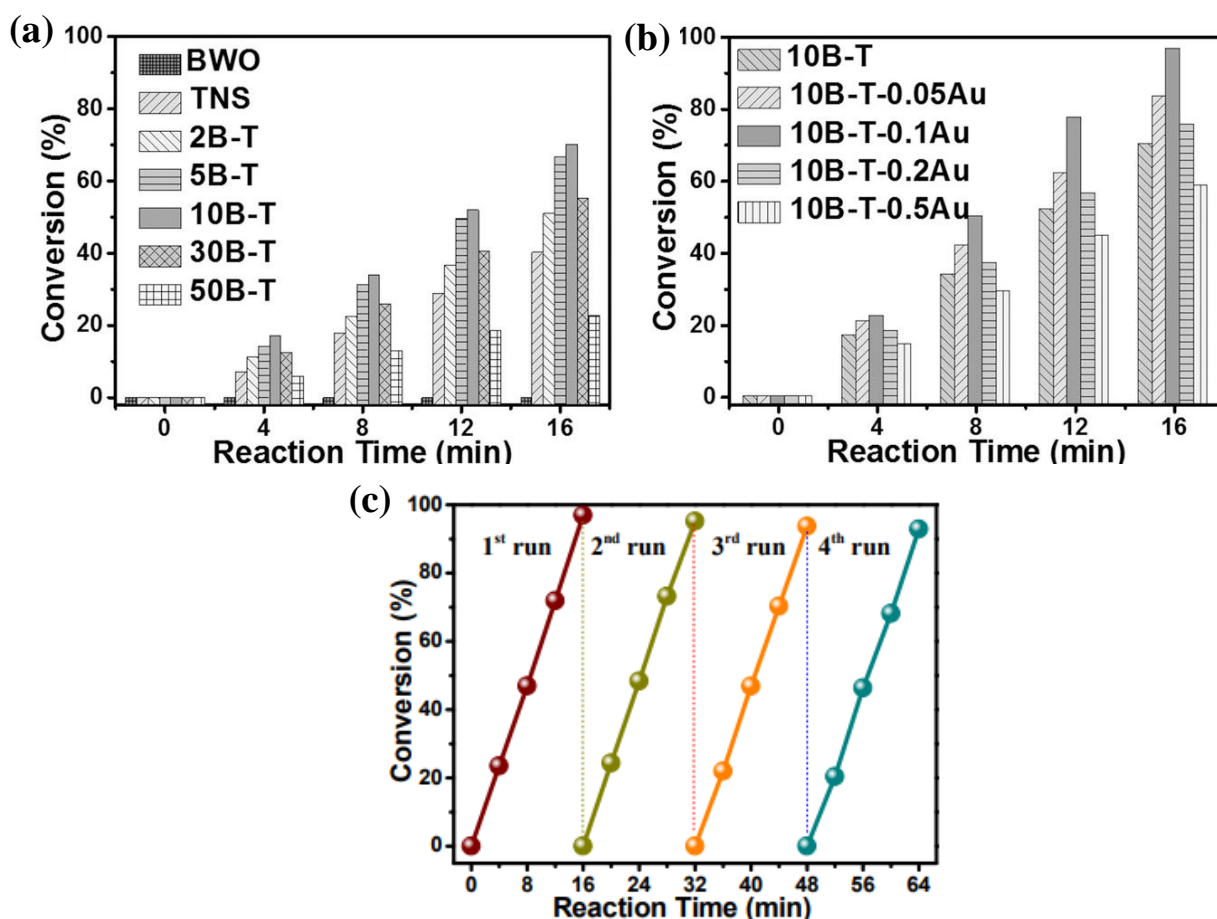 (a)
BWO
TNS
2B-T
5B-T
10B-T
30B-T
50B-T
100
80
60
40
20
0
Conversion (%)
0 4 8 12 16
Reaction Time (min)
(b)
10B-T
10B-T-0.05Au
10B-T-0.1Au
10B-T-0.2Au
10B-T-0.5Au
100
80
60
40
20
0
Conversion (%)
0 4 8 12 16
Reaction Time (min)
(c)
1st run 2nd run 3rd run 4th run
100
80
60
40
20
0
Conversion (%)
0 8 16 24 32 40 48 56 64
Reaction Time (min)